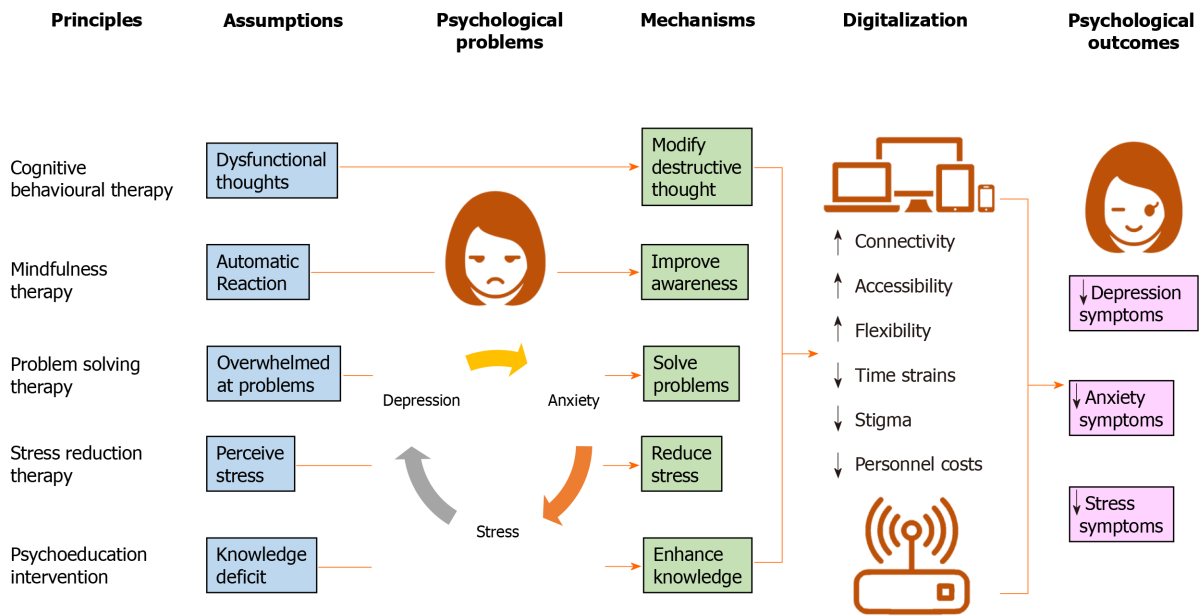 Principles
Assumptions
Psychological
problems
Mechanisms
Digitalization
Psychological
outcomes
Cognitive
behavioural therapy
Dysfunctional
thoughts
Modify
destructive
thought
Mindfulness
therapy
Automatic
Reaction
Improve
awareness
Problem solving
therapy
Overwhelmed
at problems
Solve
problems
Stress reduction
therapy
Perceive
stress
Reduce
stress
Psychoeducation
intervention
Knowledge
deficit
Enhance
knowledge
Depression
Anxiety
Stress
↑ Connectivity
↑ Accessibility
↑ Flexibility
↓ Time strains
↓ Stigma
↓ Personnel costs
↓ Depression
symptoms
↓ Anxiety
symptoms
↓ Stress
symptoms